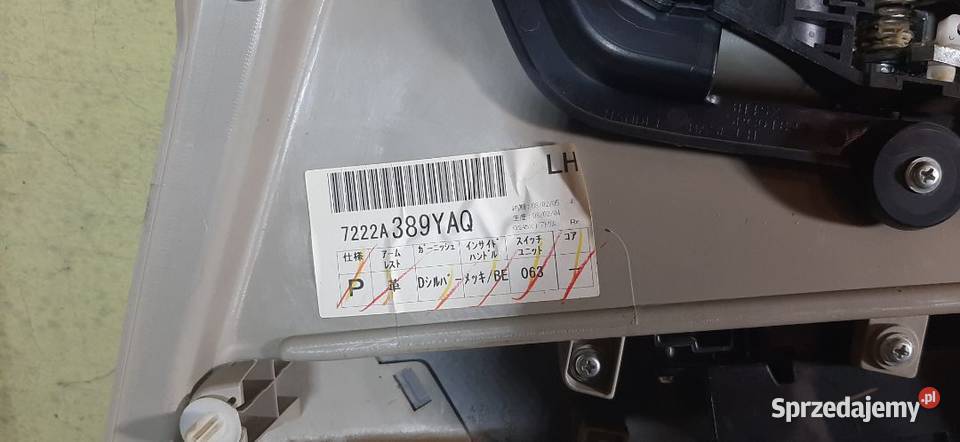 LH
7222A389YAQ
仕様 アームレスト ガーニッシュ インサイドハンドル スイッチユニット コア
P 革 Dシルバー メッキ/BE 063 —
Sprzedajemy.pl